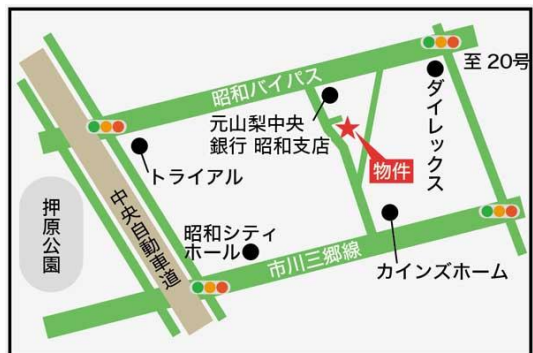 至 20号
昭和バイパス
ダイレックス
元山梨中央
銀行 昭和支店
物件
トライアル
中央自動車道
押原公園
昭和シティ
ホール
市川三郷線
カインズホーム